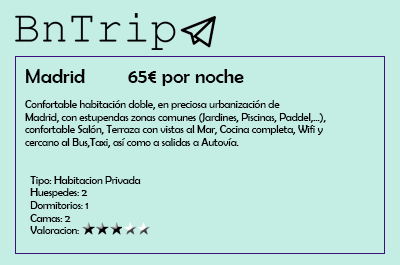 BnTrip
Madrid 65€ por noche
Confortable habitación doble, en preciosa urbanización de
Madrid, con estupendas zonas comunes (Jardines, Piscinas, Paddel,...),
confortable Salón, Terraza con vistas al Mar, Cocina completa, Wifi y
cercano al Bus,Taxi, así como a salidas a Autovía.
Tipo: Habitacion Privada
Huespedes: 2
Dormitorios: 1
Camas: 2
Valoracion: